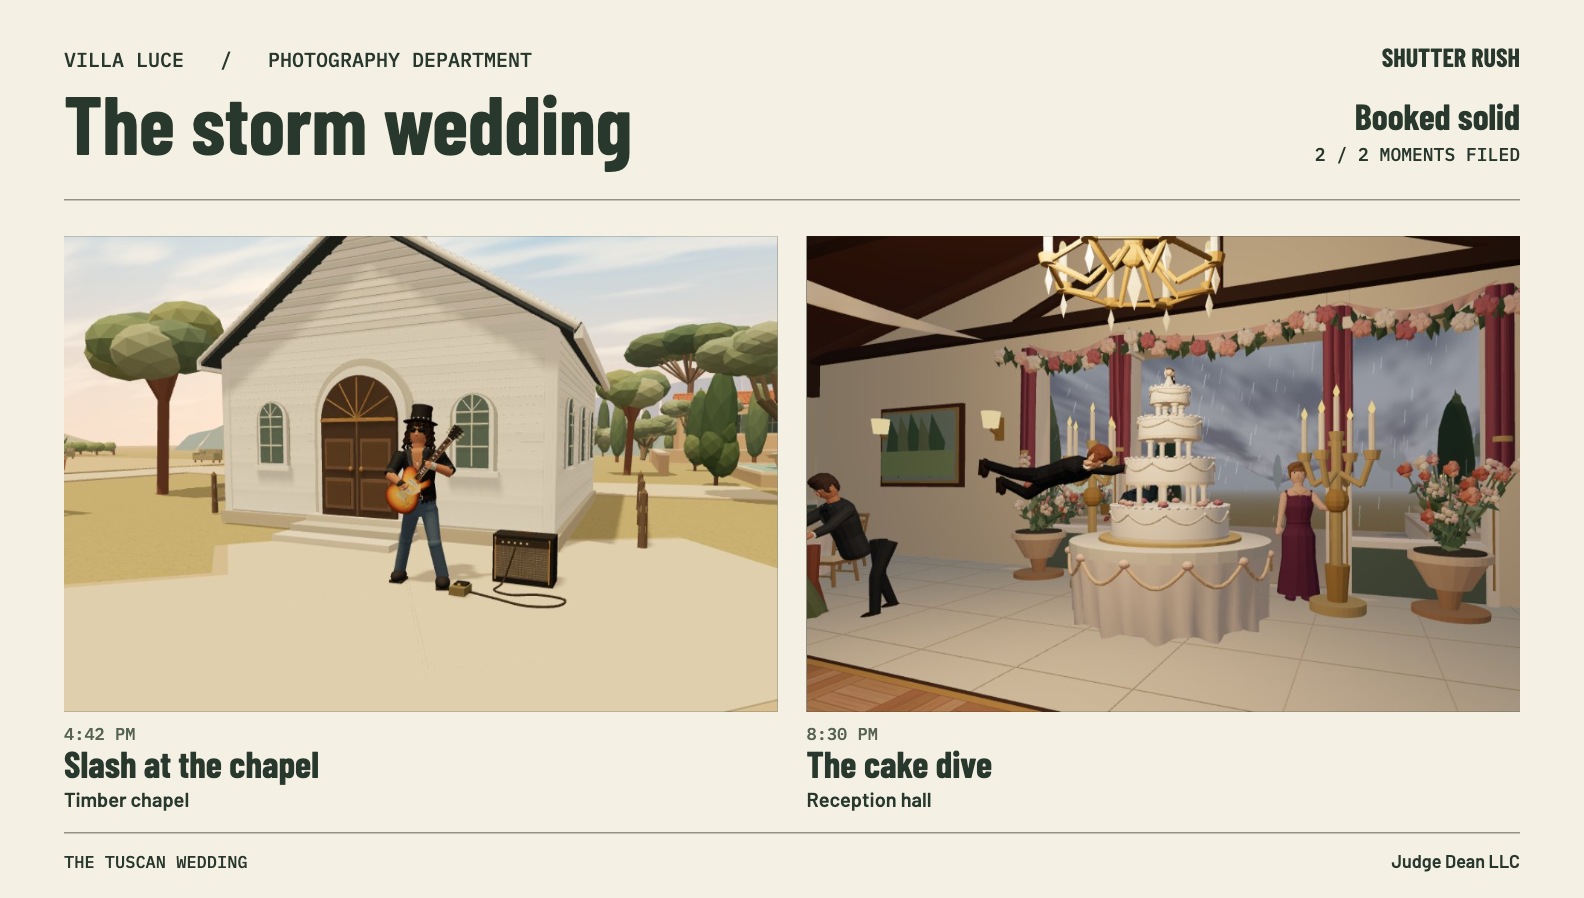 VILLA LUCE / PHOTOGRAPHY DEPARTMENT
SHUTTER RUSH
The storm wedding
Booked solid
2 / 2 MOMENTS FILED
4:42 PM
Slash at the chapel
Timber chapel
8:30 PM
The cake dive
Reception hall
THE TUSCAN WEDDING
Judge Dean LLC